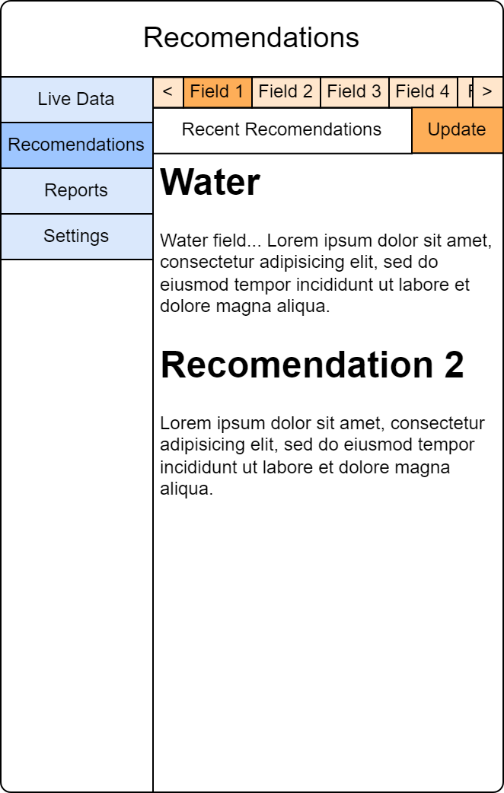 Recomendations
Live Data
Recomendations
Reports
Settings
< Field 1 Field 2 Field 3 Field 4 >
Recent Recomendations Update
Water
Water field... Lorem ipsum dolor sit amet,
consectetur adipisicing elit, sed do
eiusmod tempor incididunt ut labore et
dolore magna aliqua.
Recomendation 2
Lorem ipsum dolor sit amet, consectetur
adipisicing elit, sed do eiusmod tempor
incididunt ut labore et dolore magna
aliqua.